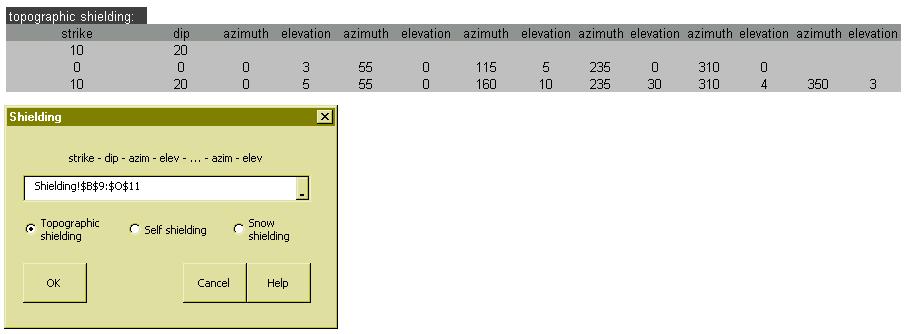 topographic shielding:
strike dip azimuth elevation azimuth elevation azimuth elevation azimuth elevation azimuth elevation azimuth elevation
10 20
0 0 0 3 55 0 115 5 235 0 310 0
10 20 0 5 55 0 160 10 235 30 310 4 350 3
Shielding
strike - dip - azim - elev - ... - azim - elev
Shielding!$B$9:$O$11
Topographic shielding Self shielding Snow shielding
OK Cancel Help